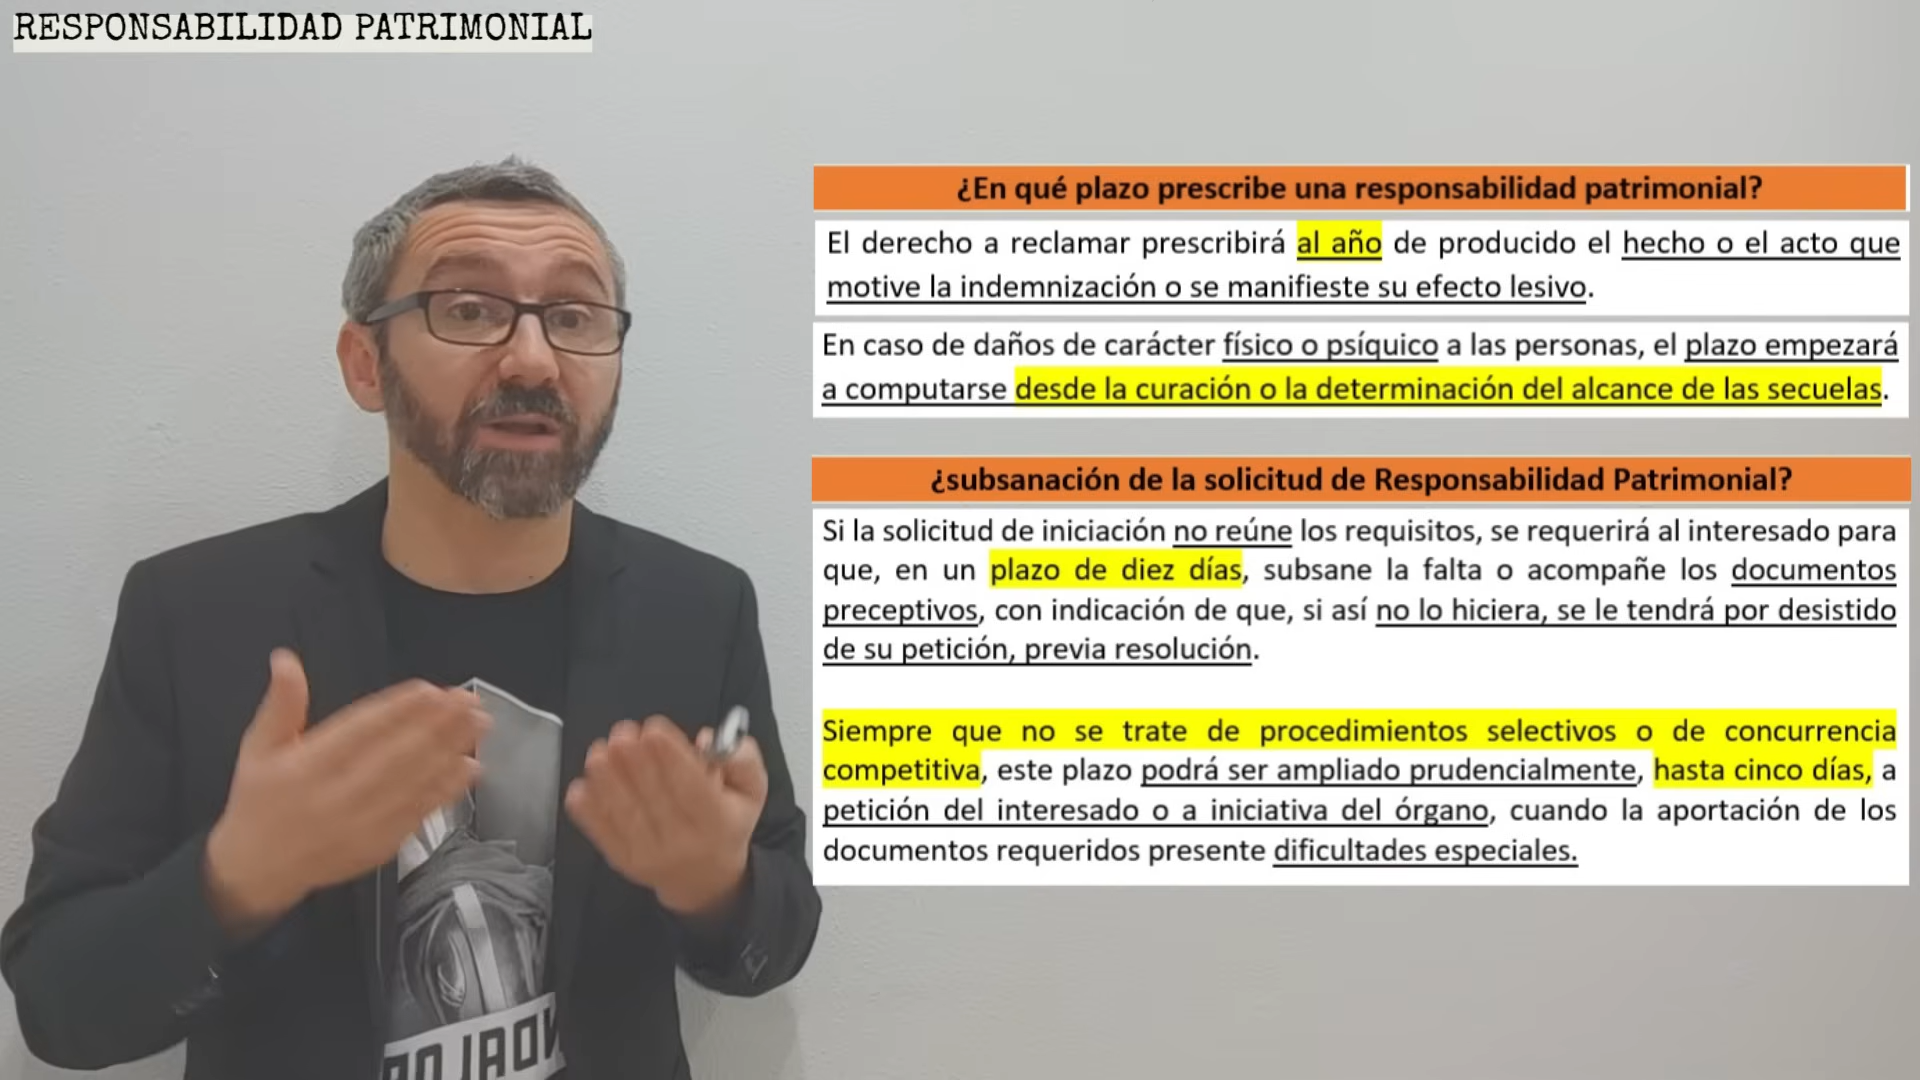 RESPONSABILIDAD PATRIMONIAL
¿En qué plazo prescribe una responsabilidad patrimonial?
El derecho a reclamar prescribirá al año de producido el hecho o el acto que
motive la indemnización o se manifieste su efecto lesivo.
En caso de daños de carácter físico o psíquico a las personas, el plazo empezará
a computarse desde la curación o la determinación del alcance de las secuelas.
¿subsanación de la solicitud de Responsabilidad Patrimonial?
Si la solicitud de iniciación no reúne los requisitos, se requerirá al interesado para
que, en un plazo de diez días, subsane la falta o acompañe los documentos
preceptivos, con indicación de que, si así no lo hiciera, se le tendrá por desistido
de su petición, previa resolución.
Siempre que no se trate de procedimientos selectivos o de concurrencia
competitiva, este plazo podrá ser ampliado prudencialmente, hasta cinco días, a
petición del interesado o a iniciativa del órgano, cuando la aportación de los
documentos requeridos presente dificultades especiales.